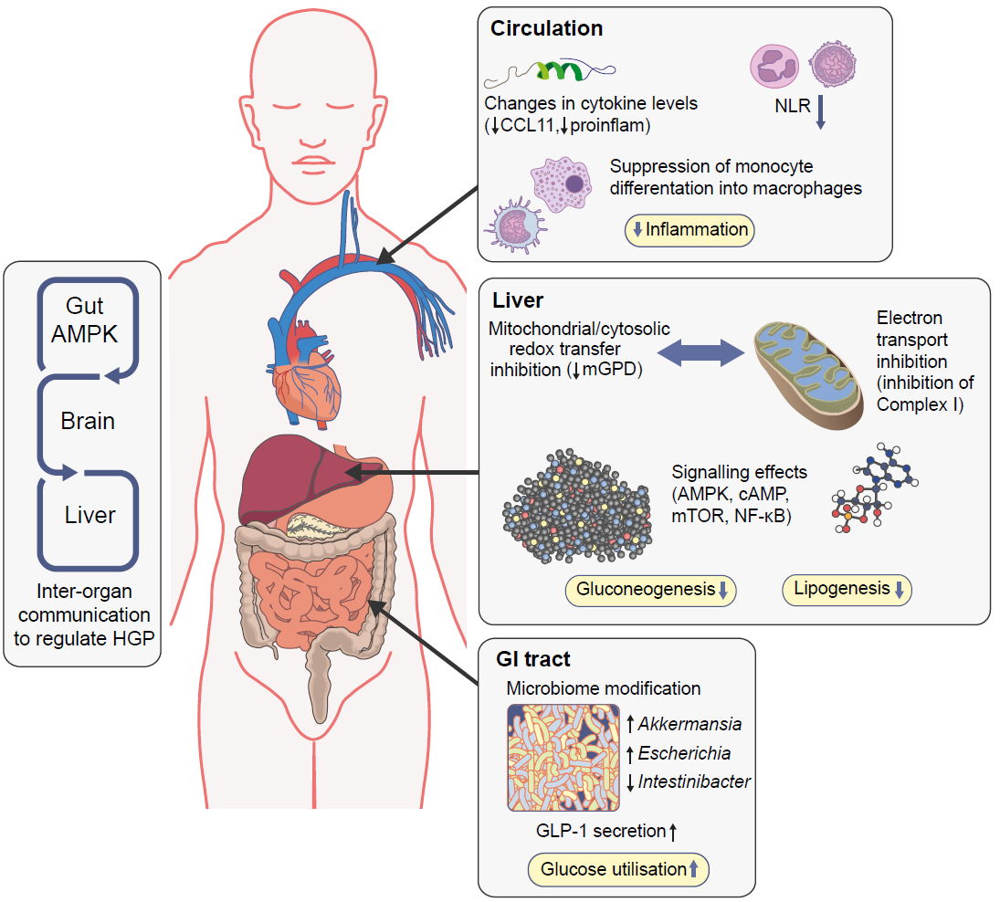 Circulation
Changes in cytokine levels
(↓CCL11,↓proinflam)
NLR ↓
Suppression of monocyte
differentation into macrophages
↓Inflammation
Gut
AMPK
Brain
Liver
Inter-organ
communication
to regulate HGP
Liver
Mitochondrial/cytosolic
redox transfer
inhibition (↓mGPD)
Electron
transport
inhibition
(inhibition of
Complex I)
Signalling effects
(AMPK, cAMP,
mTOR, NF-κB)
Gluconeogenesis↓
Lipogenesis↓
GI tract
Microbiome modification
↑ Akkermansia
↑ Escherichia
↓ Intestinibacter
GLP-1 secretion↑
Glucose utilisation↑